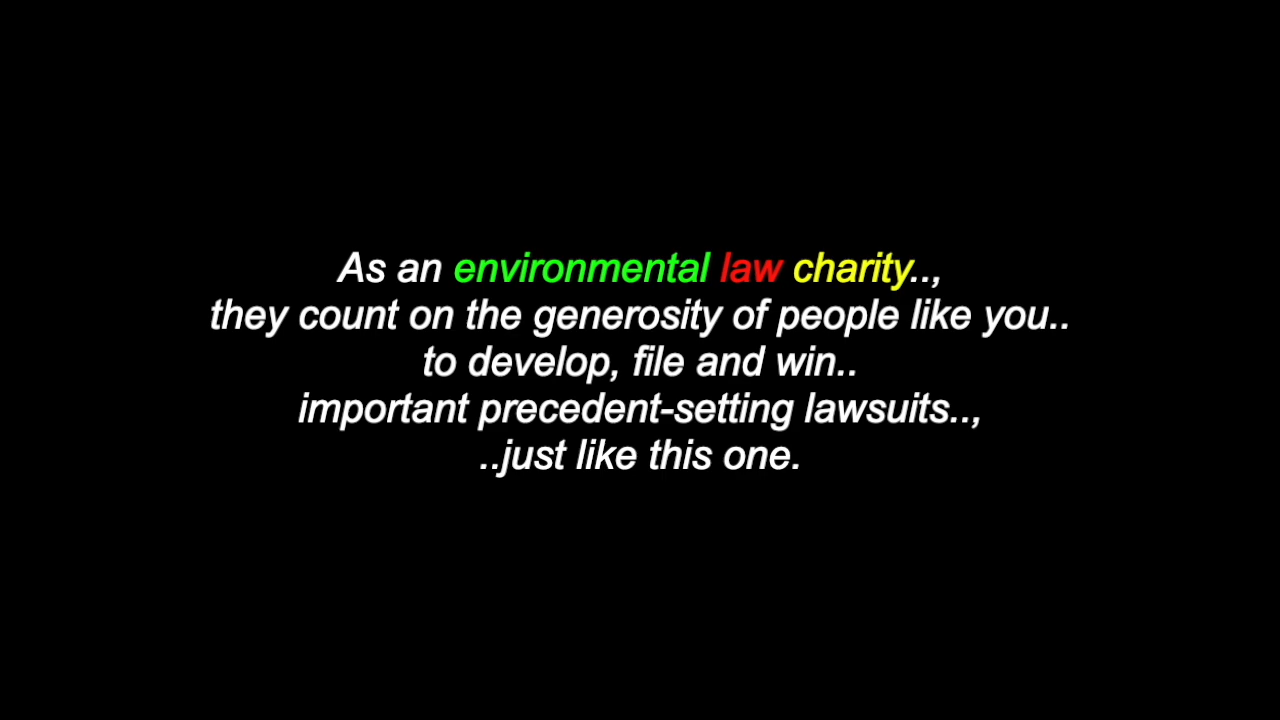 As an environmental law charity..,
they count on the generosity of people like you..
to develop, file and win..
important precedent-setting lawsuits..,
..just like this one.